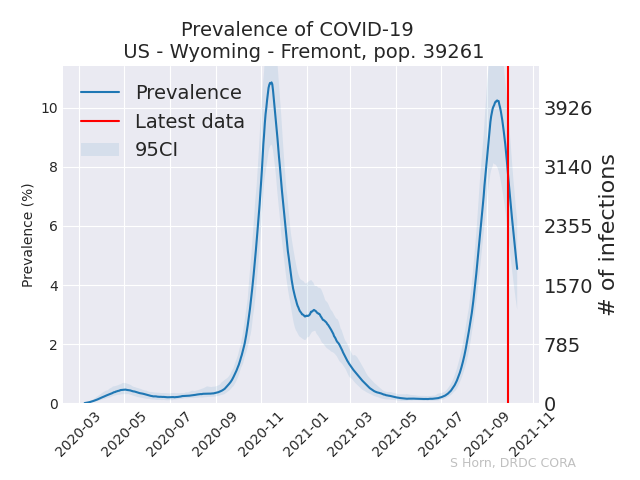 Prevalence of COVID-19
US - Wyoming - Fremont, pop. 39261
Prevalence
Latest data
95CI
Prevalence (%)
10
8
6
4
2
0
3926
3140
2355
1570
785
0
# of infections
2020-03
2020-05
2020-07
2020-09
2020-11
2021-01
2021-03
2021-05
2021-07
2021-09
2021-11
S Horn, DRDC CORA